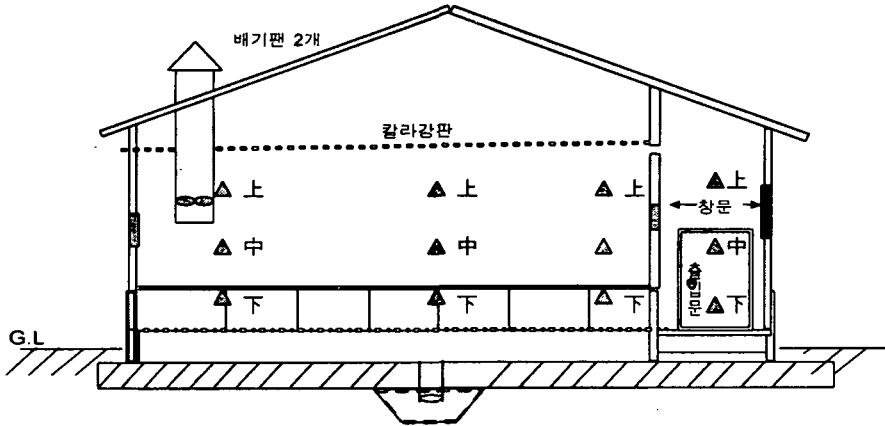 배기팬 2개
칼라강판
上 上 上 上
창문
中 中 中 中
출입문
下 下 下 下
G.L